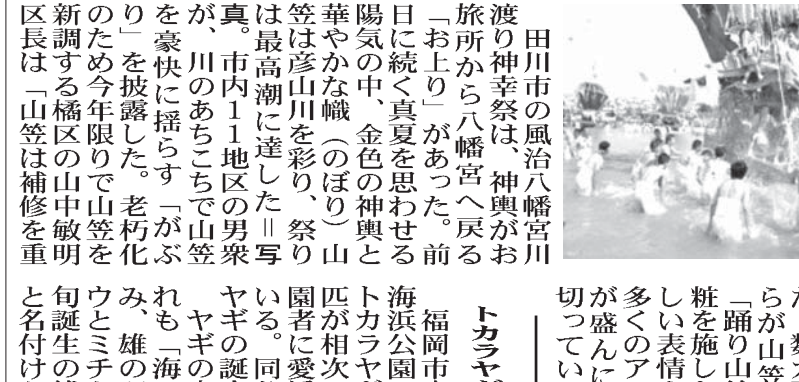 田川市の風治八幡宮川
渡り神幸祭は、神輿がお
旅所から八幡宮へ戻る
「お上り」があった。前
日に続く真夏を思わせる
陽気の中、金色の神輿と
華やかな幟（のぼり）山
笠は彦山川を彩り、祭り
は最高潮に達した＝写
真。市内１１地区の男衆
が、川のあちこちで山笠
を豪快に揺らす「がぶ
り」を披露した。老朽化
のため今年限りで山笠を
新調する橘区の山中敏明
区長は「山笠は補修を重
らが山笠
「踊り山
粧を施し
しい表情
多くのア
が盛んに
切ってい
トカラヤギ
福岡市
海浜公園
トカラヤギ
匹が相次
園者に愛
いる。同
ヤギの誕
ヤギの
れも「海
み、雄の
ウとミチ
旬誕生の
と名付け